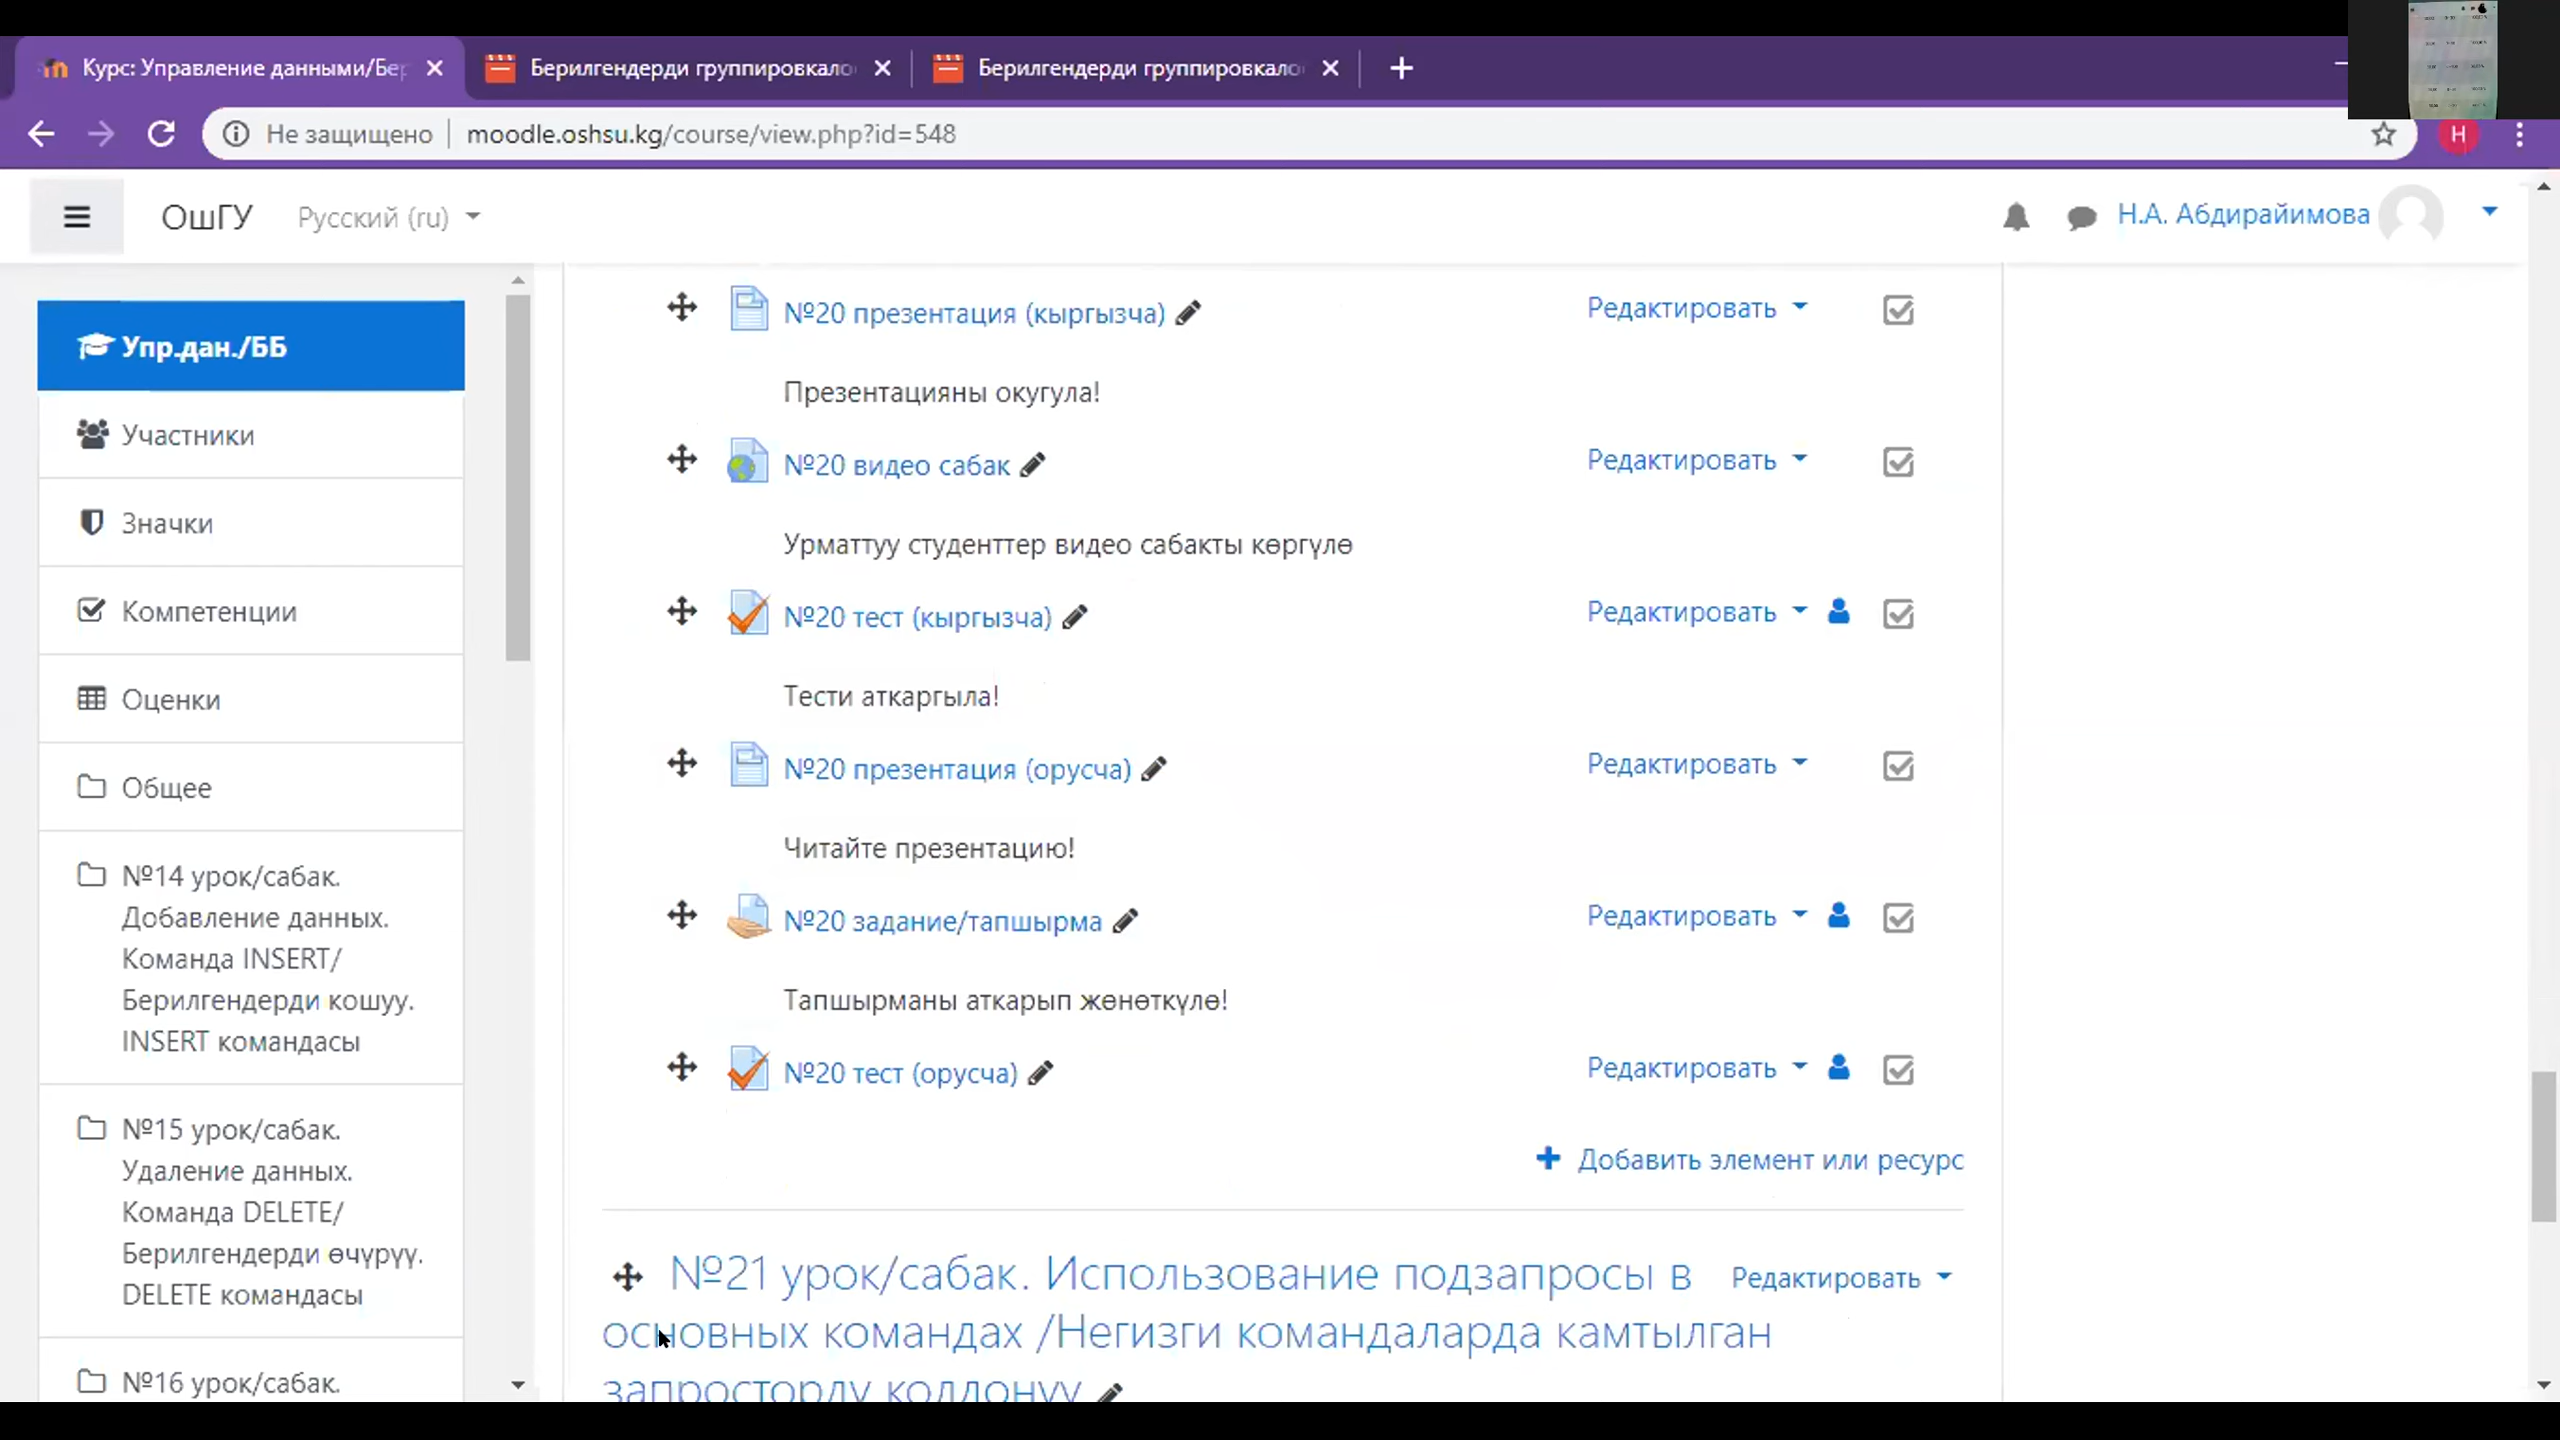 Курс: Управление данными/Бер
Берилгендерди группировкало
Берилгендерди группировкало
Не защищено
moodle.oshsu.kg/course/view.php?id=548
Н
ОшГУ
Русский (ru)
Н.А. Абдирайимова
Упр.дан./ББ
Участники
Значки
Компетенции
Оценки
Общее
№14 урок/сабак.
Добавление данных.
Команда INSERT/
Берилгендерди кошуу.
INSERT командасы
№15 урок/сабак.
Удаление данных.
Команда DELETE/
Берилгендерди өчүрүү.
DELETE командасы
№16 урок/сабак.
№20 презентация (кыргызча)
Редактировать
Презентацияны окугула!
№20 видео сабак
Редактировать
Урматтуу студенттер видео сабакты көргүлө
№20 тест (кыргызча)
Редактировать
Тести аткаргыла!
№20 презентация (орусча)
Редактировать
Читайте презентацию!
№20 задание/тапшырма
Редактировать
Тапшырманы аткарып жөнөткүлө!
№20 тест (орусча)
Редактировать
Добавить элемент или ресурс
№21 урок/сабак. Использование подзапросы в
Редактировать
основных командах /Негизги командаларда камтылган
запросторду колдонуу